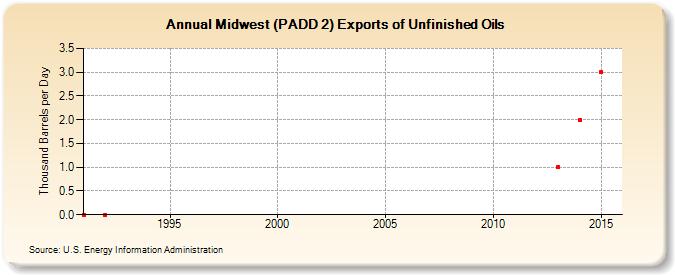 Annual Midwest (PADD 2) Exports of Unfinished Oils
Thousand Barrels per Day
3.5
3.0
2.5
2.0
1.5
1.0
0.5
0.0
1995 2000 2005 2010 2015
Source: U.S. Energy Information Administration